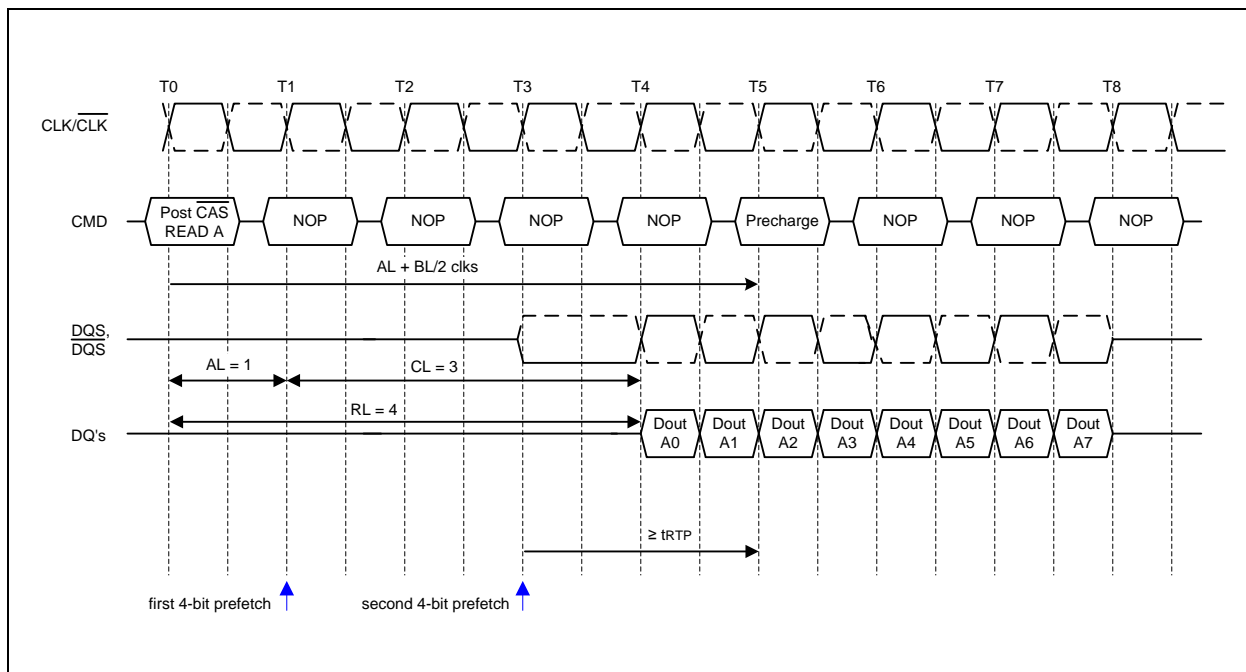 T0 T1 T2 T3 T4 T5 T6 T7 T8
CLK/CLK
CMD
Post CAS
READ A
NOP NOP NOP NOP Precharge NOP NOP NOP
AL + BL/2 clks
DQS,
DQS
AL = 1
CL = 3
RL = 4
DQ's
Dout Dout Dout Dout Dout Dout Dout Dout
A0 A1 A2 A3 A4 A5 A6 A7
≥ tRTP
first 4-bit prefetch
second 4-bit prefetch